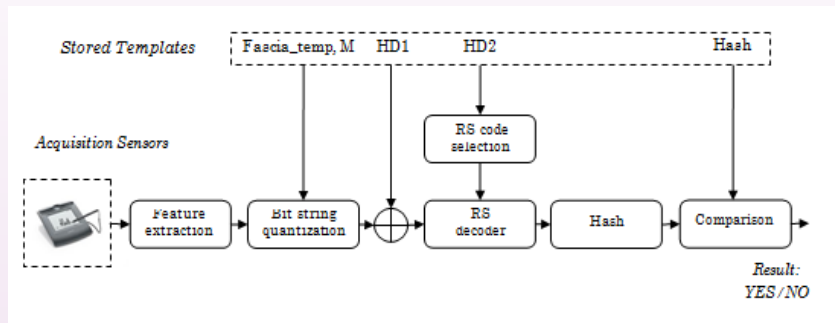 Stored Templates
Fascia_temp, M HD1 HD2 Hash
RS code
selection
Acquisition Sensors
Feature
extraction
Bit string
quantization
RS
decoder
Hash
Comparison
Result:
YES/NO